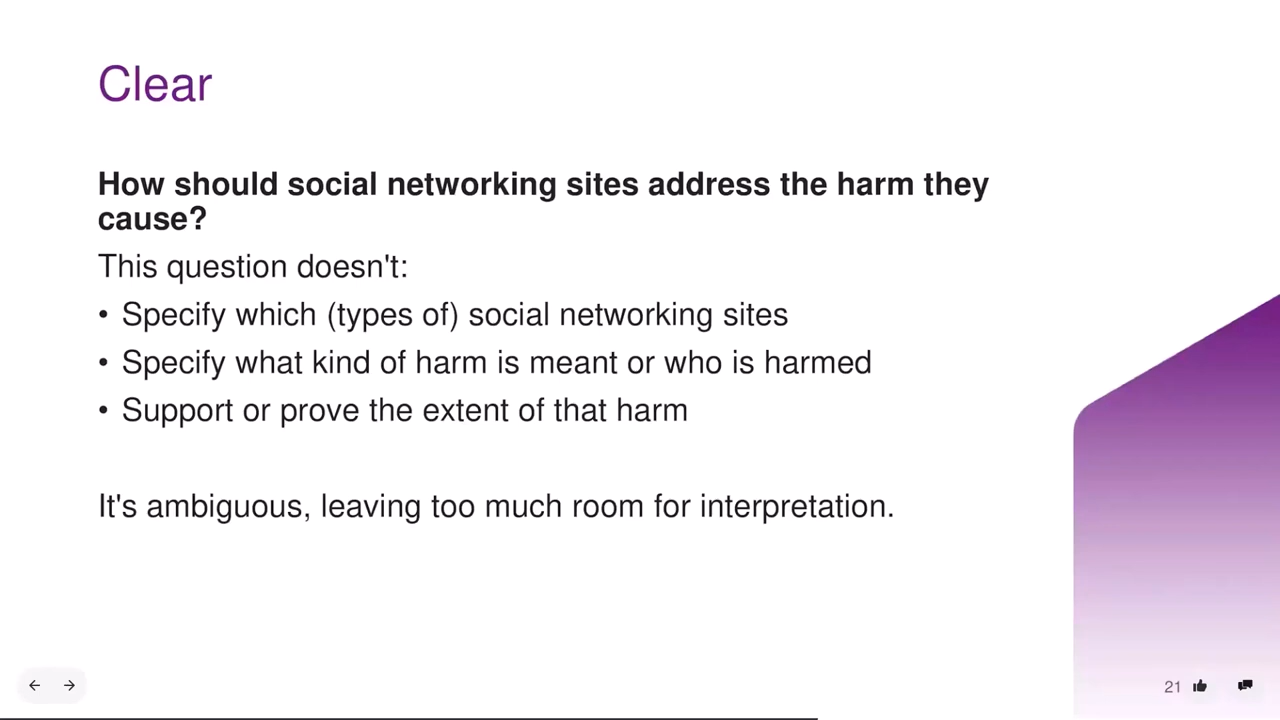 Clear
How should social networking sites address the harm they
cause?
This question doesn't:
• Specify which (types of) social networking sites
• Specify what kind of harm is meant or who is harmed
• Support or prove the extent of that harm
It's ambiguous, leaving too much room for interpretation.
21